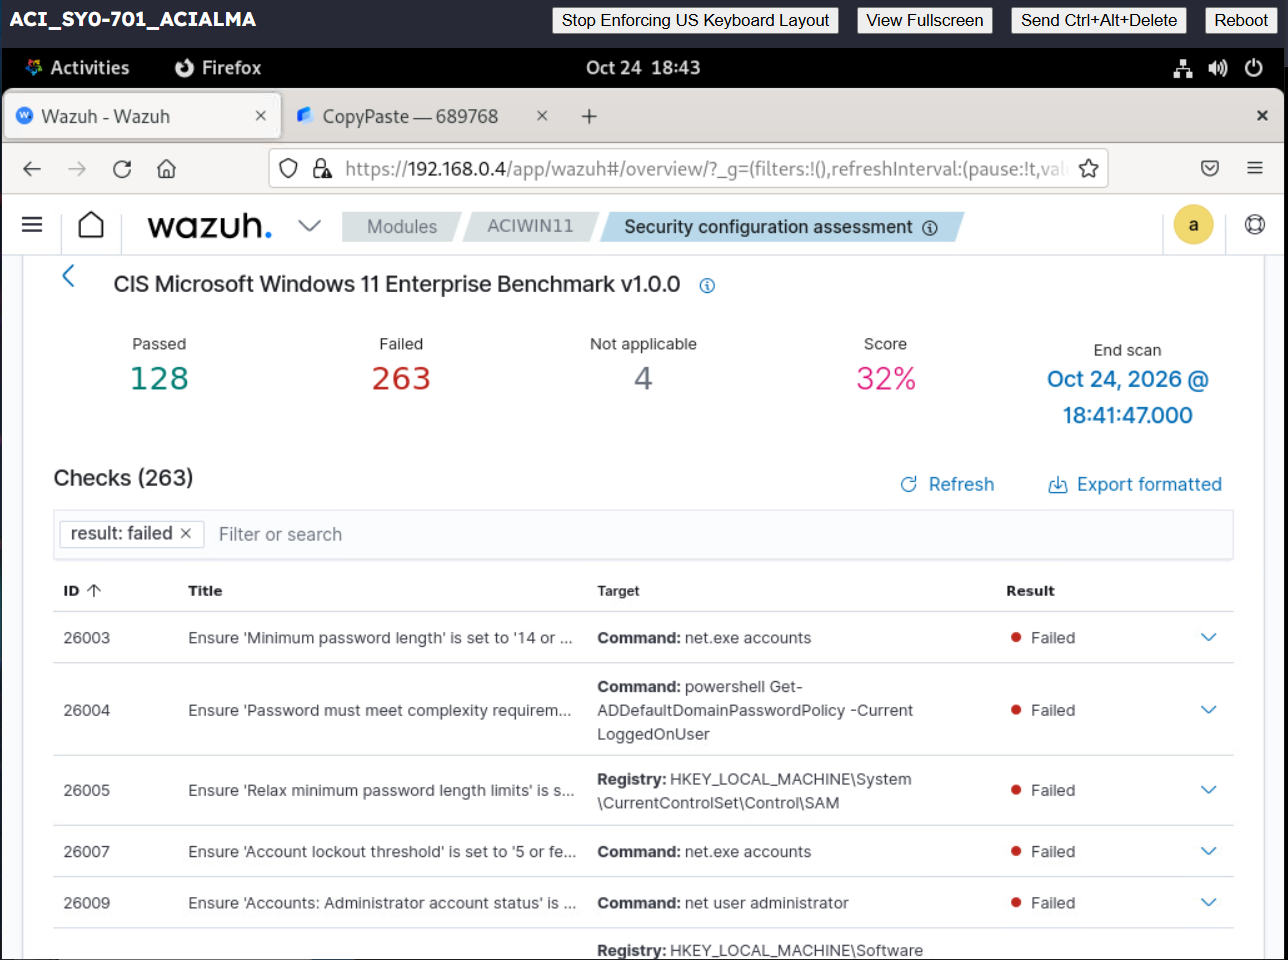 ACI_SY0-701_ACIALMA
Stop Enforcing US Keyboard Layout
View Fullscreen
Send Ctrl+Alt+Delete
Reboot
Activities
Firefox
Oct 24 18:43
Wazuh - Wazuh
CopyPaste — 689768
https://192.168.0.4/app/wazuh#/overview/?_g=(filters:!(),refreshInterval:(pause:!t,val
wazuh.
Modules
ACIWIN11
Security configuration assessment
a
CIS Microsoft Windows 11 Enterprise Benchmark v1.0.0
Passed
128
Failed
263
Not applicable
4
Score
32%
End scan
Oct 24, 2026 @
18:41:47.000
Checks (263)
Refresh
Export formatted
result: failed ×
Filter or search
ID
Title
Target
Result
26003
Ensure 'Minimum password length' is set to '14 or ...
Command: net.exe accounts
Failed
26004
Ensure 'Password must meet complexity requirem...
Command: powershell Get-
ADDefaultDomainPasswordPolicy -Current
LoggedOnUser
Failed
26005
Ensure 'Relax minimum password length limits' is s...
Registry: HKEY_LOCAL_MACHINE\System
\CurrentControlSet\Control\SAM
Failed
26007
Ensure 'Account lockout threshold' is set to '5 or fe...
Command: net.exe accounts
Failed
26009
Ensure 'Accounts: Administrator account status' is ...
Command: net user administrator
Failed
Registry: HKEY_LOCAL_MACHINE\Software